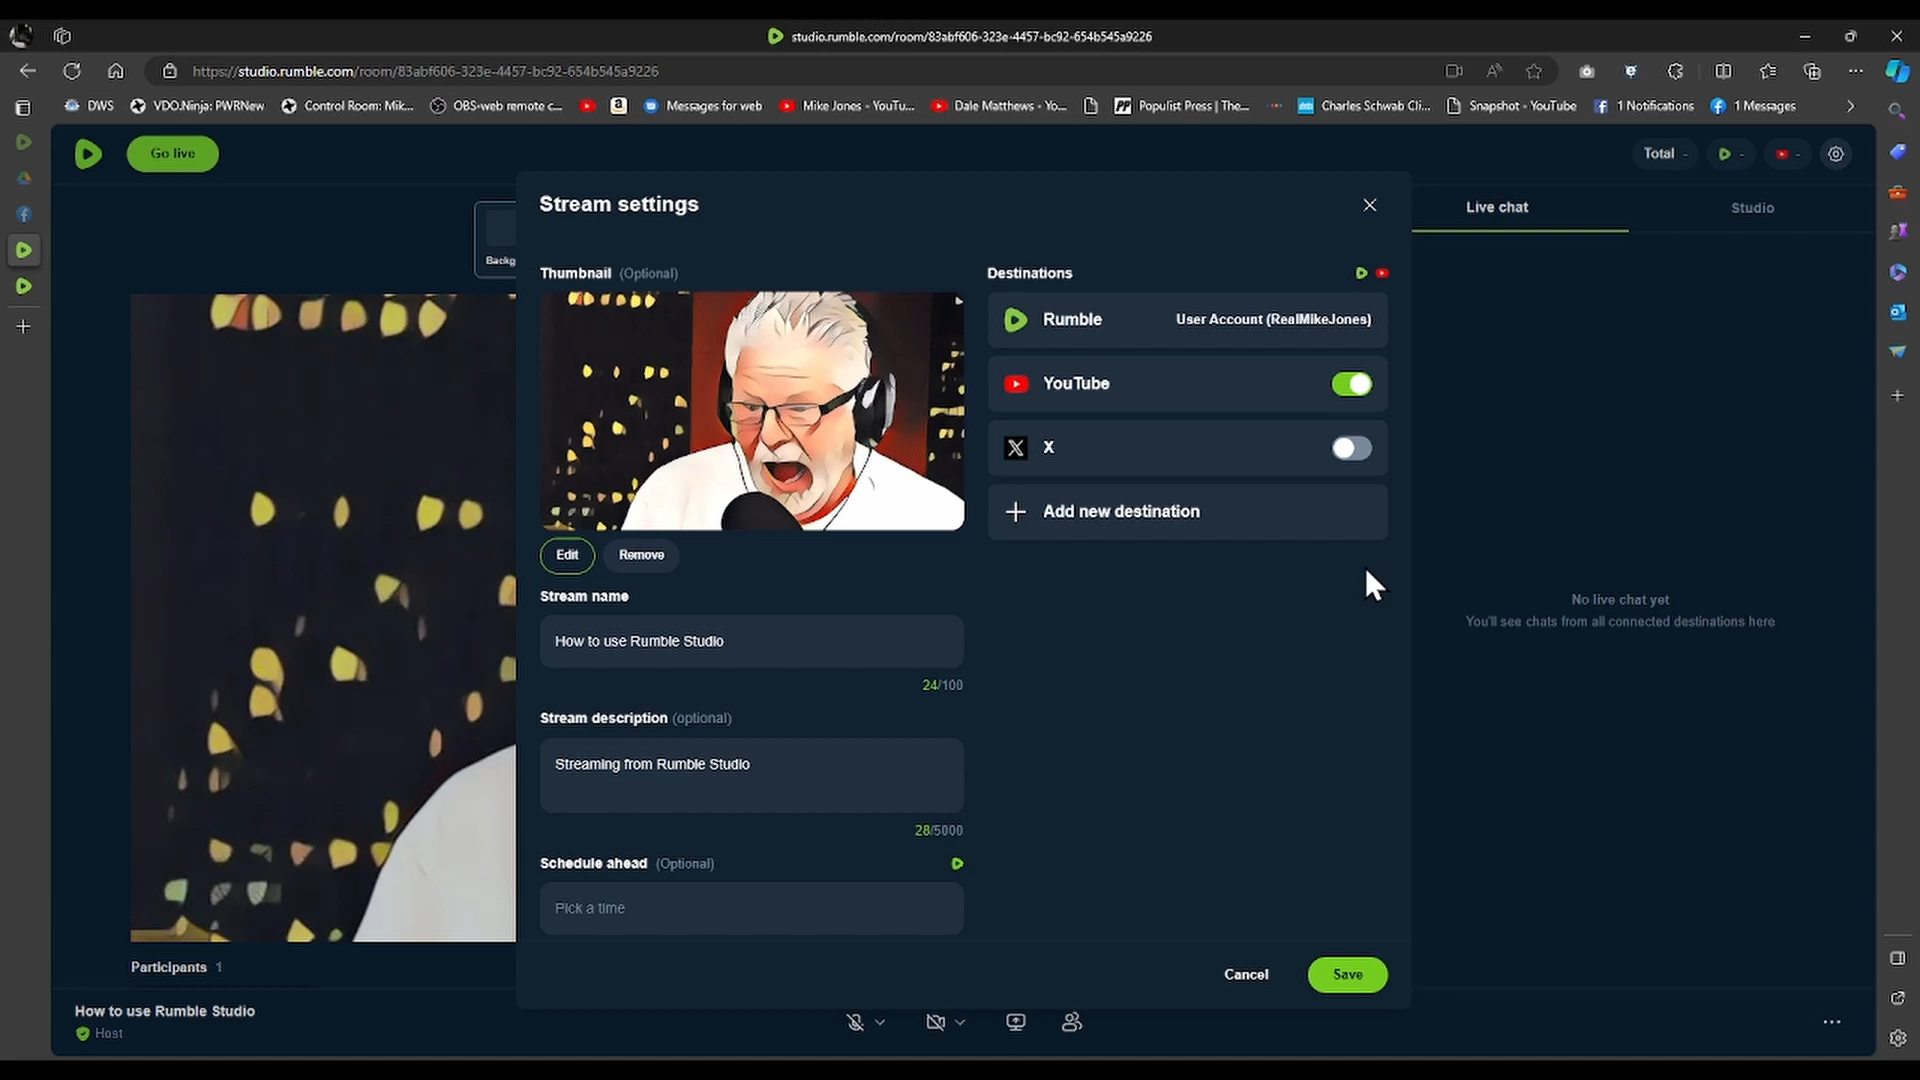 studio.rumble.com/room/83abf606-323e-4457-bc92-654b545a9226
https://studio.rumble.com/room/83abf606-323e-4457-bc92-654b545a9226
DWS
VDO.Ninja: PWRNew
Control Room: Mik...
OBS-web remote c...
Messages for web
Mike Jones - YouTu...
Dale Matthews - Yo...
Populist Press | The...
Charles Schwab Cli...
Snapshot - YouTube
1 Notifications
1 Messages
Go live
Total -
-
-
Stream settings
Live chat
Studio
Backg
Thumbnail (Optional)
Edit
Remove
Stream name
How to use Rumble Studio
24/100
Stream description (optional)
Streaming from Rumble Studio
28/5000
Schedule ahead (Optional)
Pick a time
Destinations
Rumble
User Account (RealMikeJones)
YouTube
X
Add new destination
No live chat yet
You'll see chats from all connected destinations here
Cancel
Save
Participants 1
How to use Rumble Studio
Host